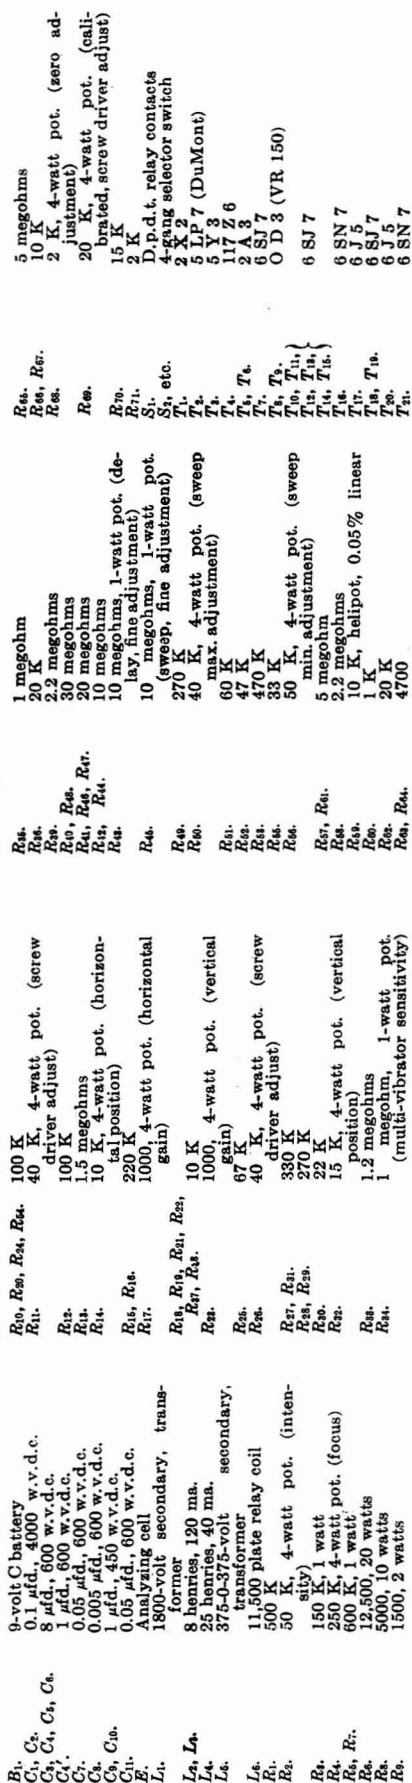 B₁. 9-volt C battery
C₁, C₂. 0.1 μfd., 4000 w.v.d.c.
C₃, C₄, C₅, C₆. 8 μfd., 600 w.v.d.c.
C₄′. 1 μfd., 600 w.v.d.c.
C₇. 0.05 μfd., 600 w.v.d.c.
C₈. 0.005 μfd., 600 w.v.d.c.
C₉, C₁₀. 1 μfd., 450 w.v.d.c.
C₁₁. 0.05 μfd., 600 w.v.d.c.
E. Analyzing cell
L₁. 1800-volt secondary, trans-
former
L₂, L₃. 8 henries, 120 ma.
L₄. 25 henries, 40 ma.
L₅. 375-0-375-volt secondary,
transformer
L₆. 11,500 plate relay coil
R₁. 500 K
R₂. 50 K, 4-watt pot. (inten-
sity)
R₃. 150 K, 1 watt
R₄. 250 K, 4-watt pot. (focus)
R₅, R₇. 600 K, 1 watt
R₆. 12,500, 20 watts
R₈. 5000, 10 watts
R₉. 1500, 2 watts
R₁₀, R₂₀, R₂₄, R₅₄. 100 K
R₁₁. 40 K, 4-watt pot. (screw
driver adjust)
R₁₂. 100 K
R₁₃. 1.5 megohms
R₁₄. 10 K, 4-watt pot. (horizon-
tal position)
R₁₅, R₁₆. 220 K
R₁₇. 1000, 4-watt pot. (horizontal
gain)
R₁₈, R₁₉, R₂₁, R₂₂,
R₃₇, R₃₈. 10 K
R₂₃. 1000, 4-watt pot. (vertical
gain)
R₂₅. 67 K
R₂₆. 40 K, 4-watt pot. (screw
driver adjust)
R₂₇, R₃₁. 330 K
R₂₈, R₂₉. 270 K
R₃₀. 22 K
R₃₂. 15 K, 4-watt pot. (vertical
position)
R₃₃. 1.2 megohms
R₃₄. 1 megohm, 1-watt pot.
(multi-vibrator sensitivity)
R₃₅. 1 megohm
R₃₆. 20 K
R₃₉. 2.2 megohms
R₄₀, R₄₈. 30 megohms
R₄₁, R₄₆, R₄₇. 20 megohms
R₄₂, R₄₄. 10 megohms
R₄₃. 10 megohms, 1-watt pot. (de-
lay, fine adjustment)
R₄₅. 10 megohms, 1-watt pot.
(sweep, fine adjustment)
R₄₉. 270 K
R₅₀. 40 K, 4-watt pot. (sweep
max. adjustment)
R₅₁. 60 K
R₅₂. 47 K
R₅₃. 470 K
R₅₅. 33 K
R₅₆. 50 K, 4-watt pot. (sweep
min. adjustment)
R₅₇, R₆₁. 5 megohm
R₅₈. 2.2 megohms
R₅₉. 10 K, helipot, 0.05% linear
R₆₀. 1 K
R₆₂. 20 K
R₆₃, R₆₄. 4700
R₆₅. 5 megohms
R₆₆, R₆₇. 10 K
R₆₈. 2 K, 4-watt pot. (zero ad-
justment)
R₆₉. 20 K, 4-watt pot. (cali-
brated, screw driver adjust)
R₇₀. 15 K
R₇₁. 2 K
S₁. D.p.d.t. relay contacts
S₂, etc. 4-gang selector switch
T₁. 2 X 2
T₂. 5 LP 7 (DuMont)
T₃. 5 Y 3
T₄. 117 Z 6
T₅, T₆. 2 A 3
T₇. 6 SJ 7
T₈, T₉. O D 3 (VR 150)
T₁₀, T₁₁,
T₁₂, T₁₃, } 6 SJ 7
T₁₄, T₁₅.
T₁₆. 6 SN 7
T₁₇. 6 J 5
T₁₈, T₁₉. 6 SJ 7
T₂₀. 6 J 5
T₂₁. 6 SN 7